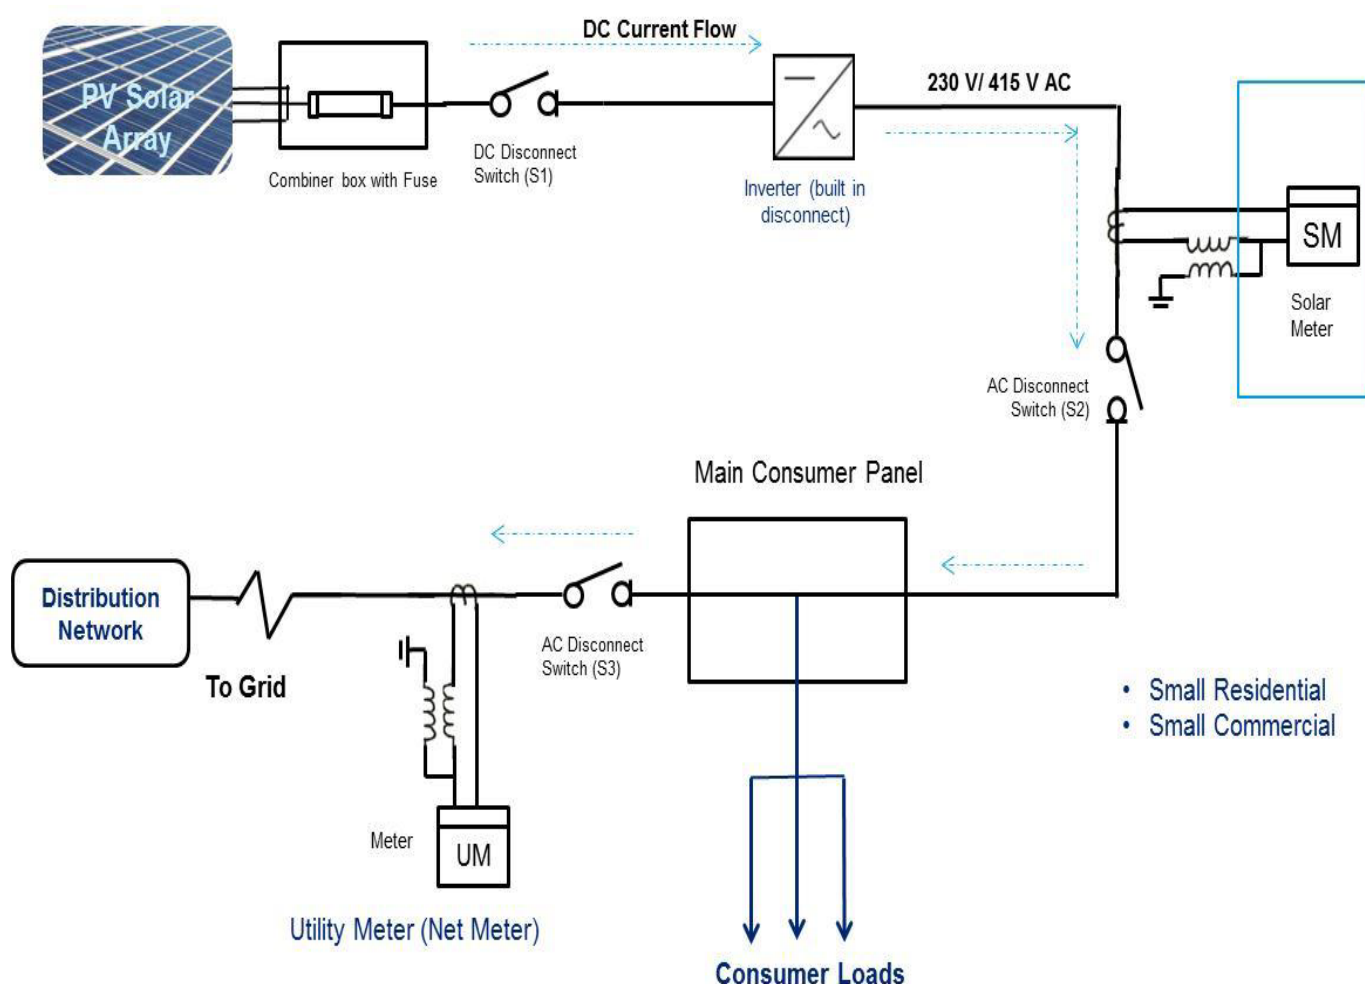 DC Current Flow
PV Solar
Array
230 V/ 415 V AC
DC Disconnect
Switch (S1)
Combiner box with Fuse
Inverter (built in
disconnect)
SM
Solar
Meter
AC Disconnect
Switch (S2)
Main Consumer Panel
Distribution
Network
To Grid
AC Disconnect
Switch (S3)
• Small Residential
• Small Commercial
Meter
UM
Utility Meter (Net Meter)
Consumer Loads